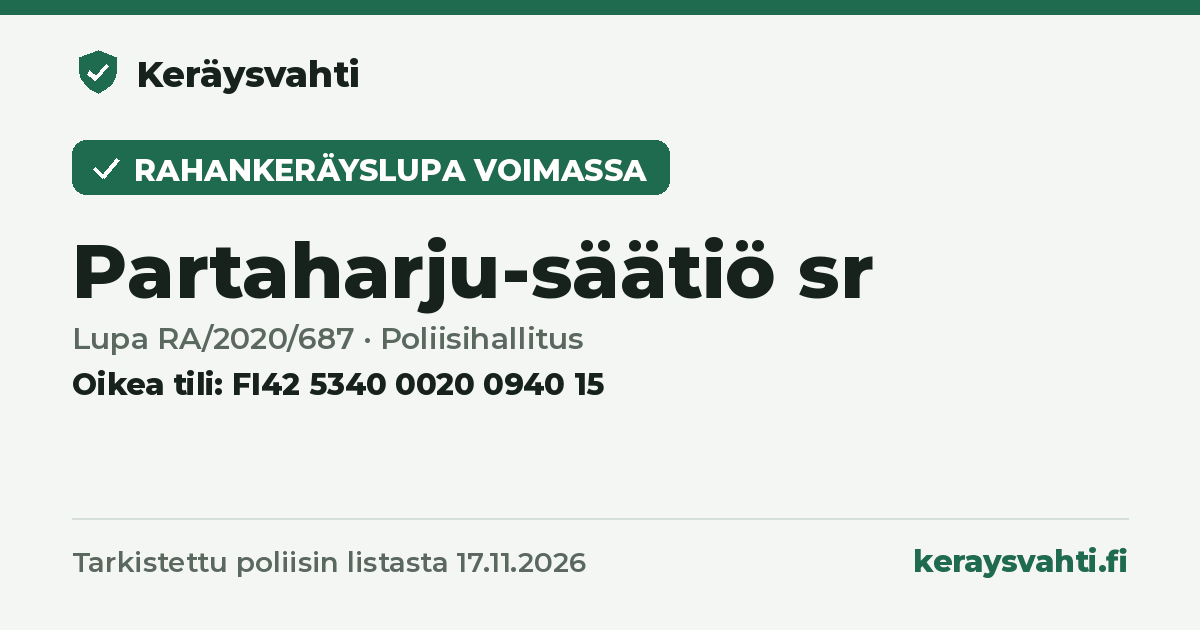 Keräysvahti
RAHANKERÄYSLUPA VOIMASSA
Partaharju-säätiö sr
Lupa RA/2020/687 · Poliisihallitus
Oikea tili: FI42 5340 0020 0940 15
Tarkistettu poliisin listasta 17.11.2026
keraysvahti.fi